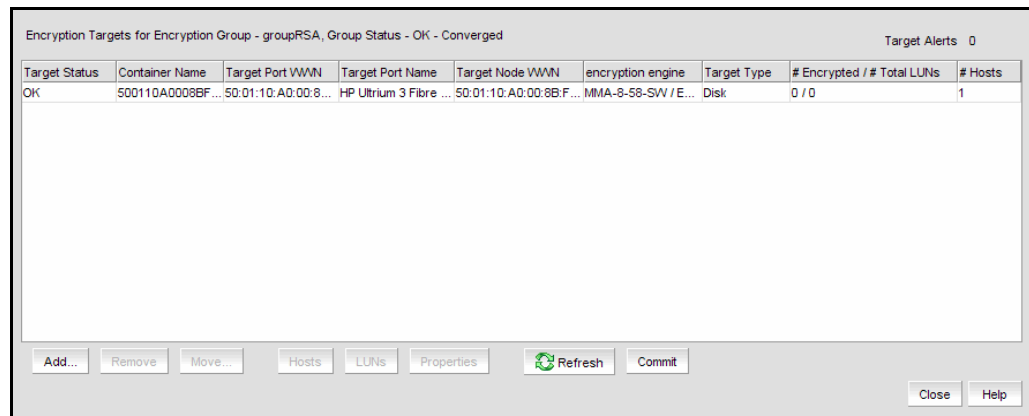 Encryption Targets for Encryption Group - groupRSA, Group Status - OK - Converged
Target Alerts 0
Target Status Container Name Target Port WWN Target Port Name Target Node WWN encryption engine Target Type # Encrypted / # Total LUNs # Hosts
OK 500110A0008BF... 50:01:10:A0:00:8... HP Ultrium 3 Fibre ... 50:01:10:A0:00:8B:F... MMA-8-58-SW / E... Disk 0 / 0 1
Add... Remove Move... Hosts LUNs Properties Refresh Commit
Close Help